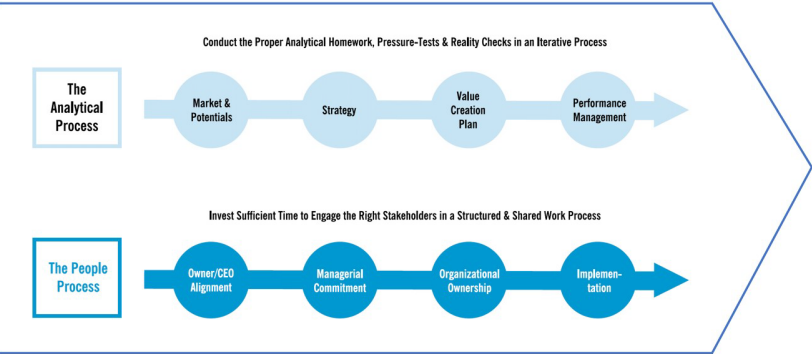 Conduct the Proper Analytical Homework, Pressure-Tests & Reality Checks in an Iterative Process
The
Analytical
Process
Market &
Potentials
Strategy
Value
Creation
Plan
Performance
Management
Invest Sufficient Time to Engage the Right Stakeholders in a Structured & Shared Work Process
The People
Process
Owner/CEO
Alignment
Managerial
Commitment
Organizational
Ownership
Implemen-
tation